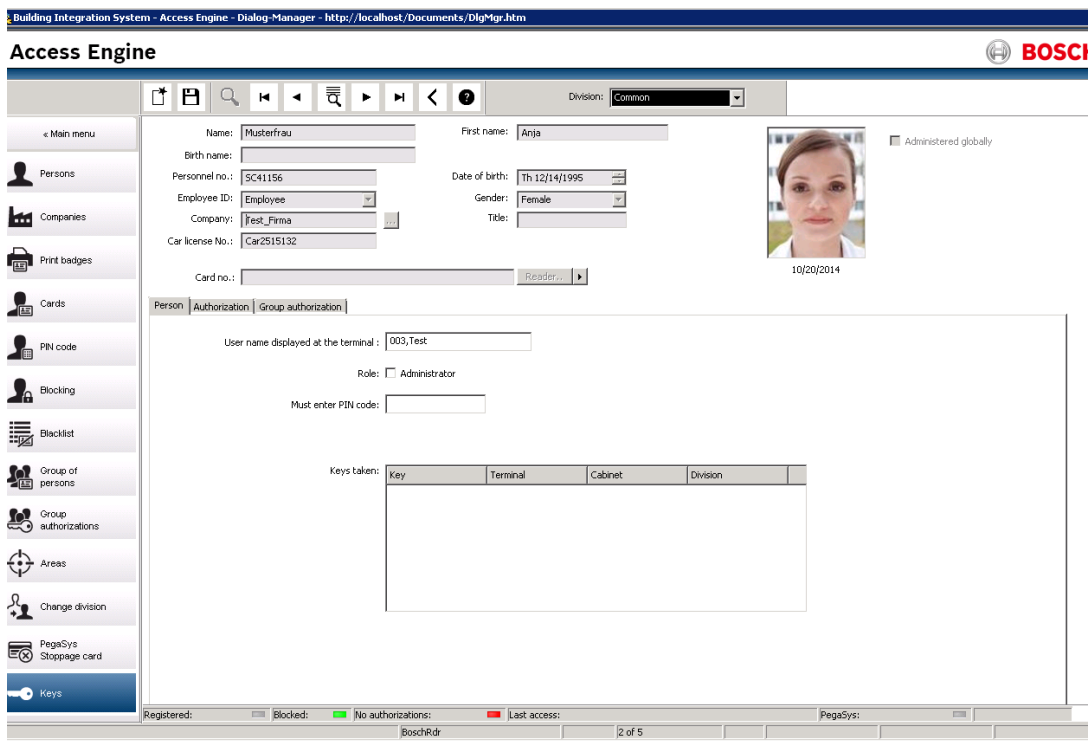 Building Integration System - Access Engine - Dialog-Manager - http://localhost/Documents/DlgMgr.htm
Access Engine
BOSCH
Division: Common
« Main menu
Persons
Companies
Print badges
Cards
PIN code
Blocking
Blacklist
Group of
persons
Group
authorizations
Areas
Change division
PegaSys
Stoppage card
Keys
Name: Musterfrau First name: Anja
Administered globally
Birth name:
Personnel no.: SC41156 Date of birth: Th 12/14/1995
Employee ID: Employee Gender: Female
Company: Test_Firma ... Title:
Car license No.: Car2515132
10/20/2014
Card no.: Reader..
Person Authorization Group authorization
User name displayed at the terminal : 003,Test
Role: Administrator
Must enter PIN code:
Keys taken: Key Terminal Cabinet Division
Registered: Blocked: No authorizations: Last access: PegaSys:
BoschRdr 2 of 5